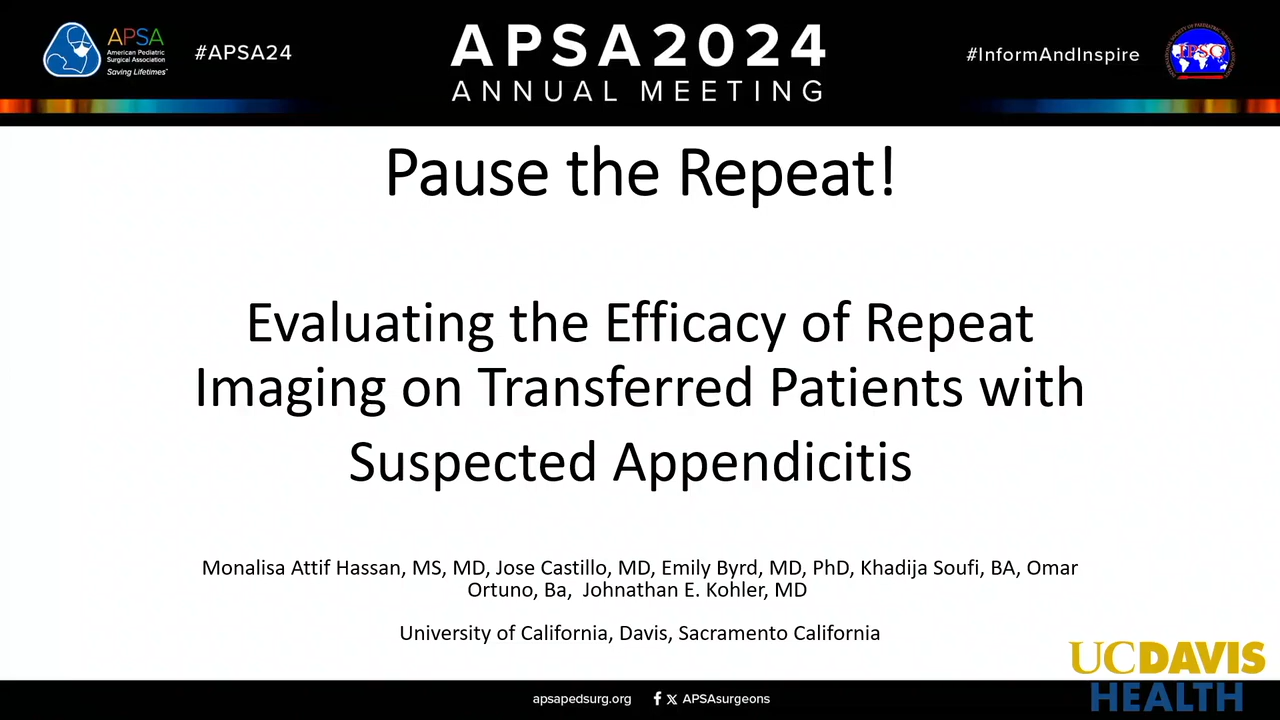 APSA
American Pediatric
Surgical Association
Saving Lifetimes
#APSA24
APSA2024
ANNUAL MEETING
#InformAndInspire
IPSO
Pause the Repeat!
Evaluating the Efficacy of Repeat
Imaging on Transferred Patients with
Suspected Appendicitis
Monalisa Attif Hassan, MS, MD, Jose Castillo, MD, Emily Byrd, MD, PhD, Khadija Soufi, BA, Omar
Ortuno, Ba, Johnathan E. Kohler, MD
University of California, Davis, Sacramento California
UCDAVIS
HEALTH
apsapedsurg.org
APSAsurgeons